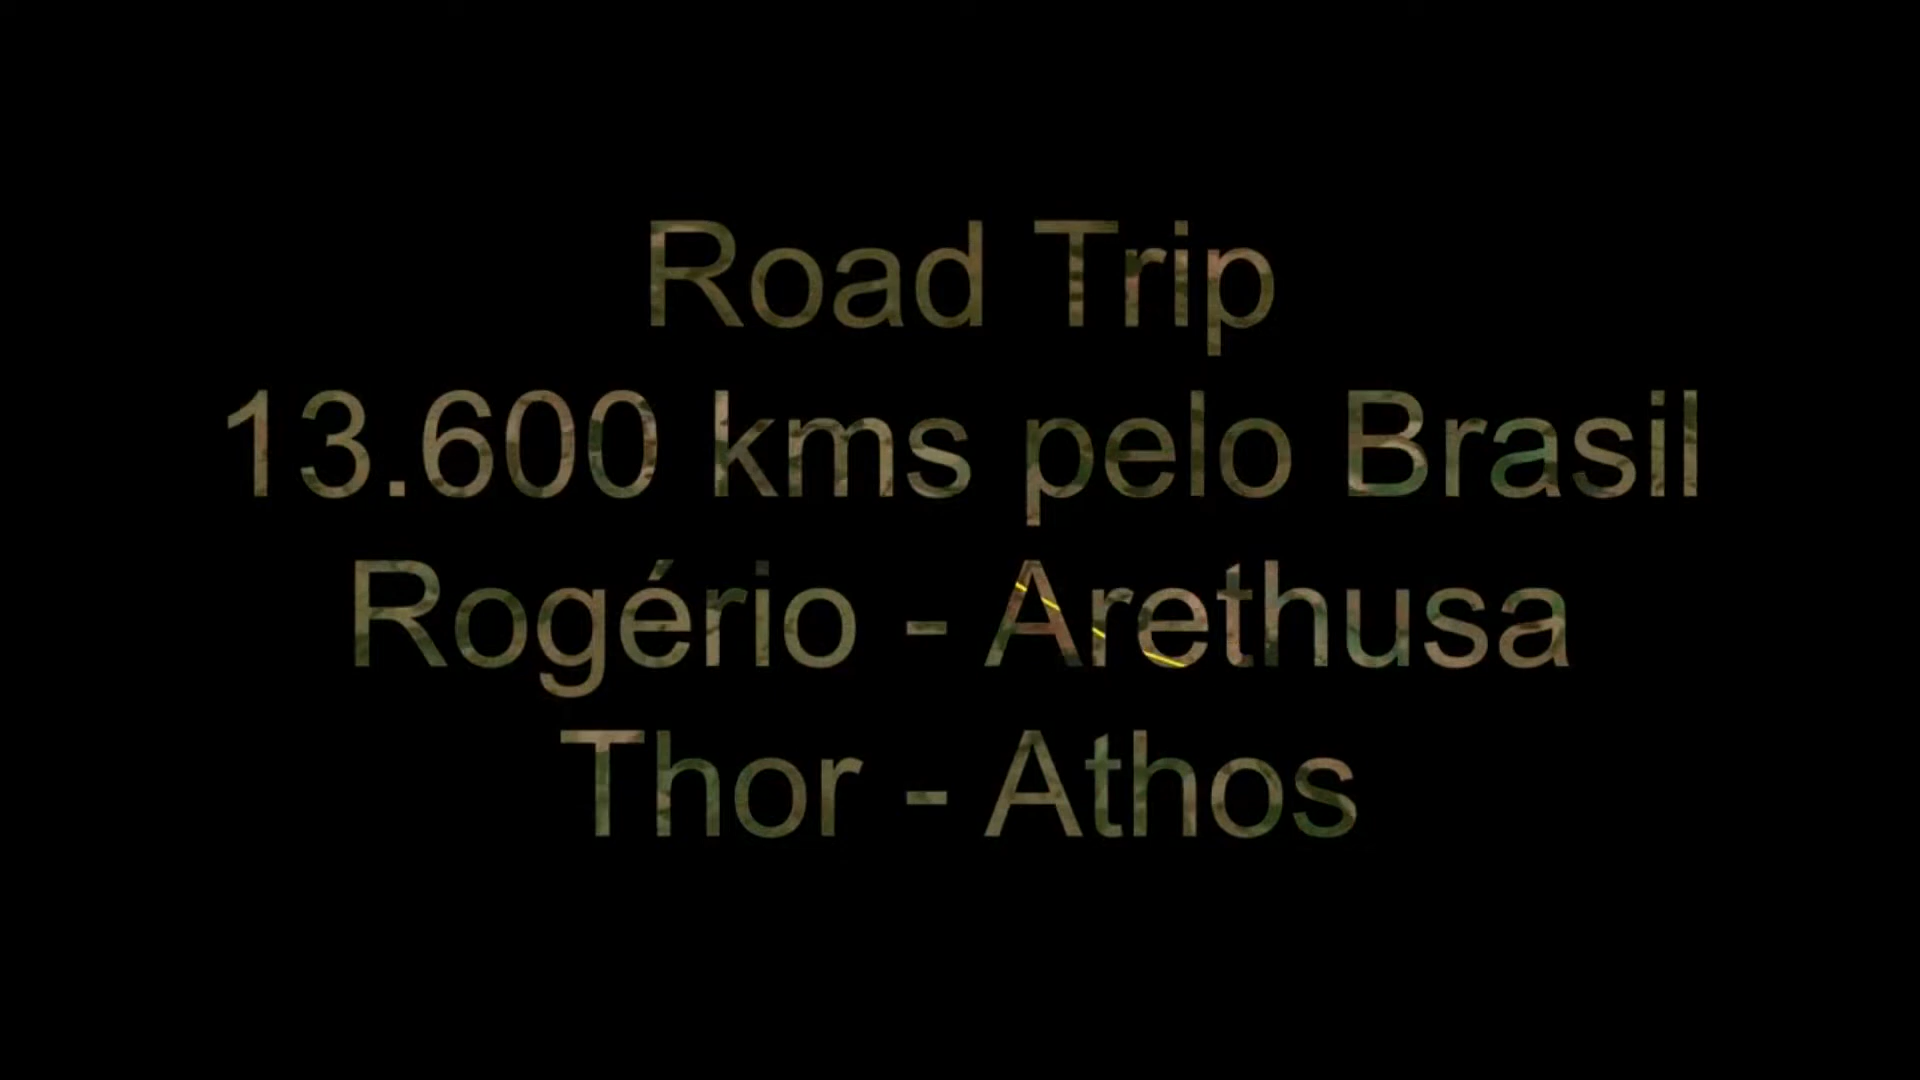 Road Trip
13.600 kms pelo Brasil
Rogério - Arethusa
Thor - Athos